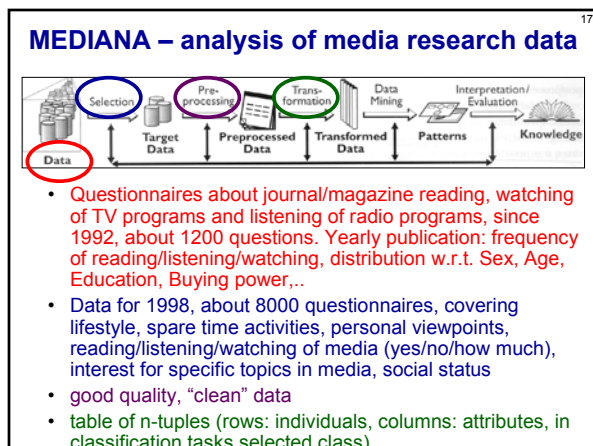 17
MEDIANA – analysis of media research data
Selection
Pre-
processing
Trans-
formation
Data
Mining
Interpretation/
Evaluation
Data
Target
Data
Preprocessed
Data
Transformed
Data
Patterns
Knowledge
• Questionnaires about journal/magazine reading, watching
of TV programs and listening of radio programs, since
1992, about 1200 questions. Yearly publication: frequency
of reading/listening/watching, distribution w.r.t. Sex, Age,
Education, Buying power,..
• Data for 1998, about 8000 questionnaires, covering
lifestyle, spare time activities, personal viewpoints,
reading/listening/watching of media (yes/no/how much),
interest for specific topics in media, social status
• good quality, “clean” data
• table of n-tuples (rows: individuals, columns: attributes, in
classification tasks selected class)